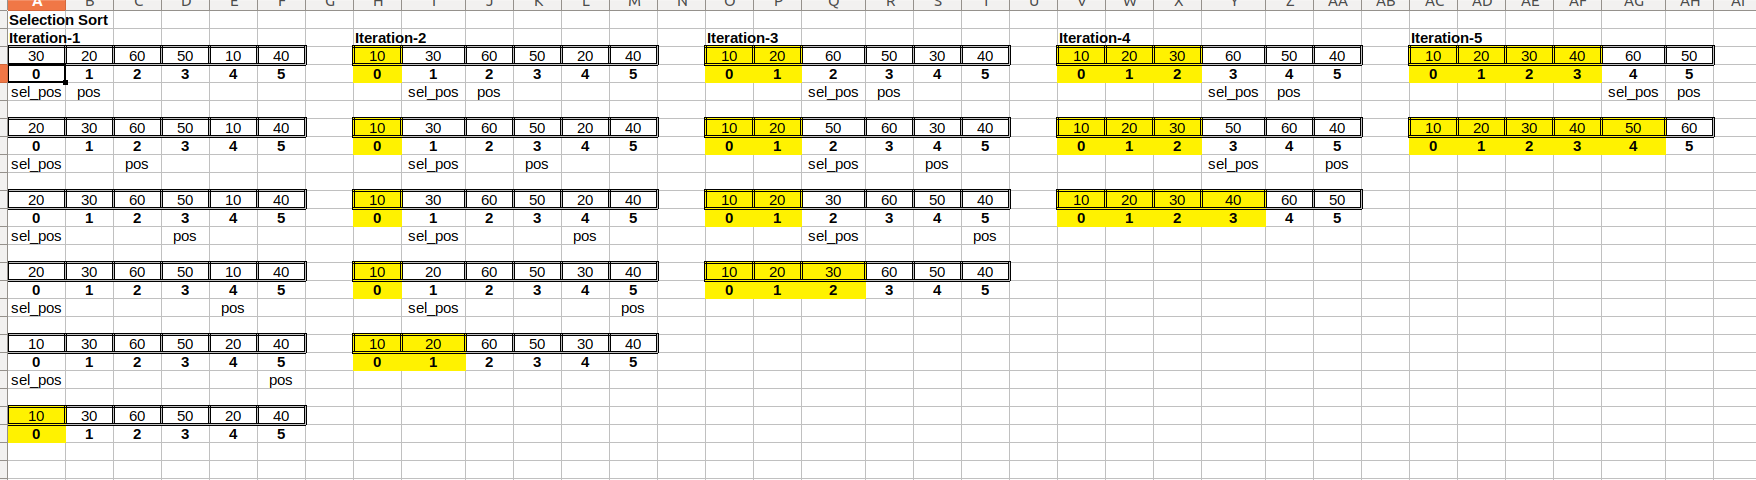 A B C D E F G H I J K L M N O P Q R S T U V W X Y Z AA AB AC AD AE AF AG AH AI
Selection Sort
Iteration-1 Iteration-2 Iteration-3 Iteration-4 Iteration-5
30 20 60 50 10 40 10 30 60 50 20 40 10 20 60 50 30 40 10 20 30 60 50 40 10 20 30 40 60 50
0 1 2 3 4 5 0 1 2 3 4 5 0 1 2 3 4 5 0 1 2 3 4 5 0 1 2 3 4 5
sel_pos pos sel_pos pos sel_pos pos sel_pos pos sel_pos pos
20 30 60 50 10 40 10 30 60 50 20 40 10 20 50 60 30 40 10 20 30 50 60 40 10 20 30 40 50 60
0 1 2 3 4 5 0 1 2 3 4 5 0 1 2 3 4 5 0 1 2 3 4 5 0 1 2 3 4 5
sel_pos pos sel_pos pos sel_pos pos sel_pos pos
20 30 60 50 10 40 10 30 60 50 20 40 10 20 30 60 50 40 10 20 30 40 60 50
0 1 2 3 4 5 0 1 2 3 4 5 0 1 2 3 4 5 0 1 2 3 4 5
sel_pos pos sel_pos pos sel_pos pos
20 30 60 50 10 40 10 20 60 50 30 40 10 20 30 60 50 40
0 1 2 3 4 5 0 1 2 3 4 5 0 1 2 3 4 5
sel_pos pos sel_pos pos
10 30 60 50 20 40 10 20 60 50 30 40
0 1 2 3 4 5 0 1 2 3 4 5
sel_pos pos
10 30 60 50 20 40
0 1 2 3 4 5